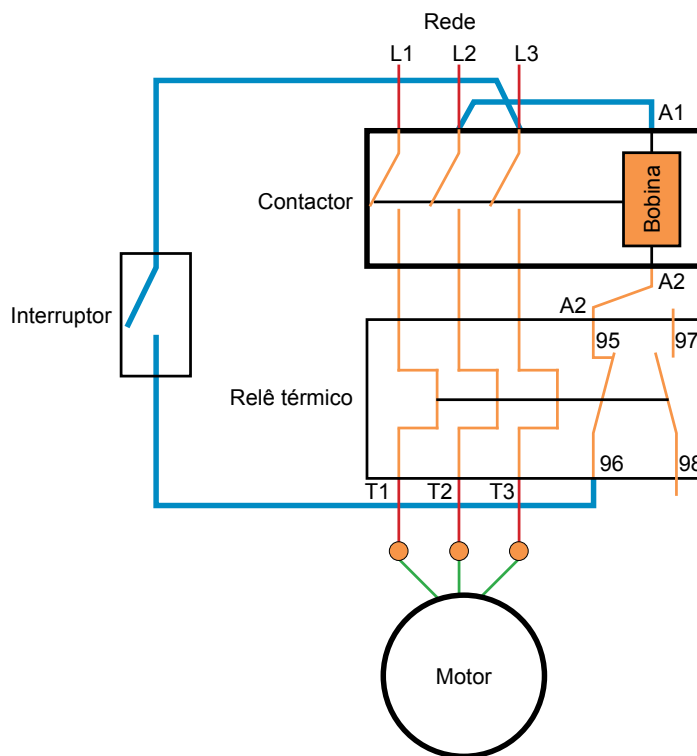 Rede
L1 L2 L3
A1
Contactor
Bobina
A2
A2
Interruptor
95 97
Relê térmico
96 98
T1 T2 T3
Motor